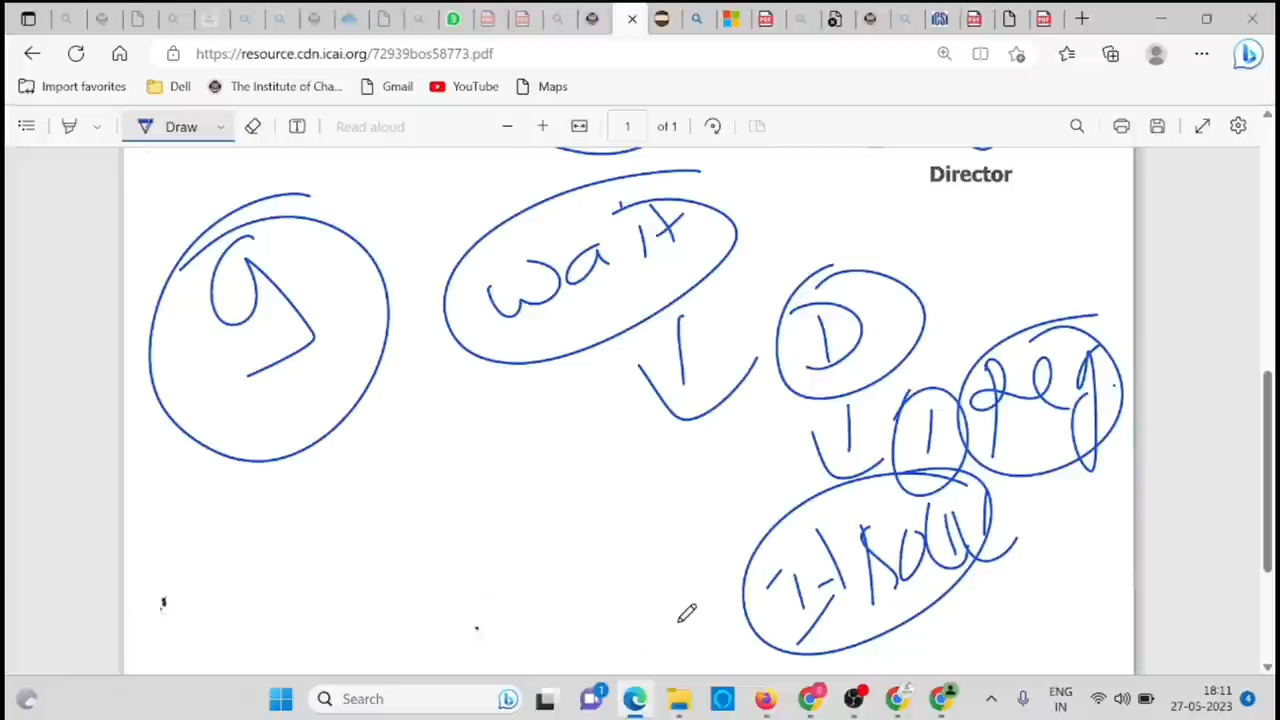 https://resource.cdn.icai.org/72939bos58773.pdf
Import favorites Dell The Institute of Cha... Gmail YouTube Maps
Draw Read aloud 1 of 1
Director
wait
D
1 Reg
Search
ENG
IN
18:11
27-05-2023